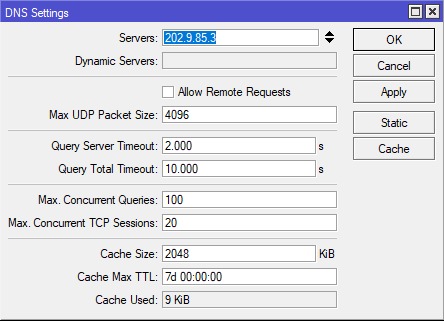 DNS Settings
Servers: 202.9.85.3
OK
Dynamic Servers:
Cancel
Allow Remote Requests
Apply
Max UDP Packet Size: 4096
Static
Query Server Timeout: 2.000 s
Cache
Query Total Timeout: 10.000 s
Max. Concurrent Queries: 100
Max. Concurrent TCP Sessions: 20
Cache Size: 2048 KiB
Cache Max TTL: 7d 00:00:00
Cache Used: 9 KiB